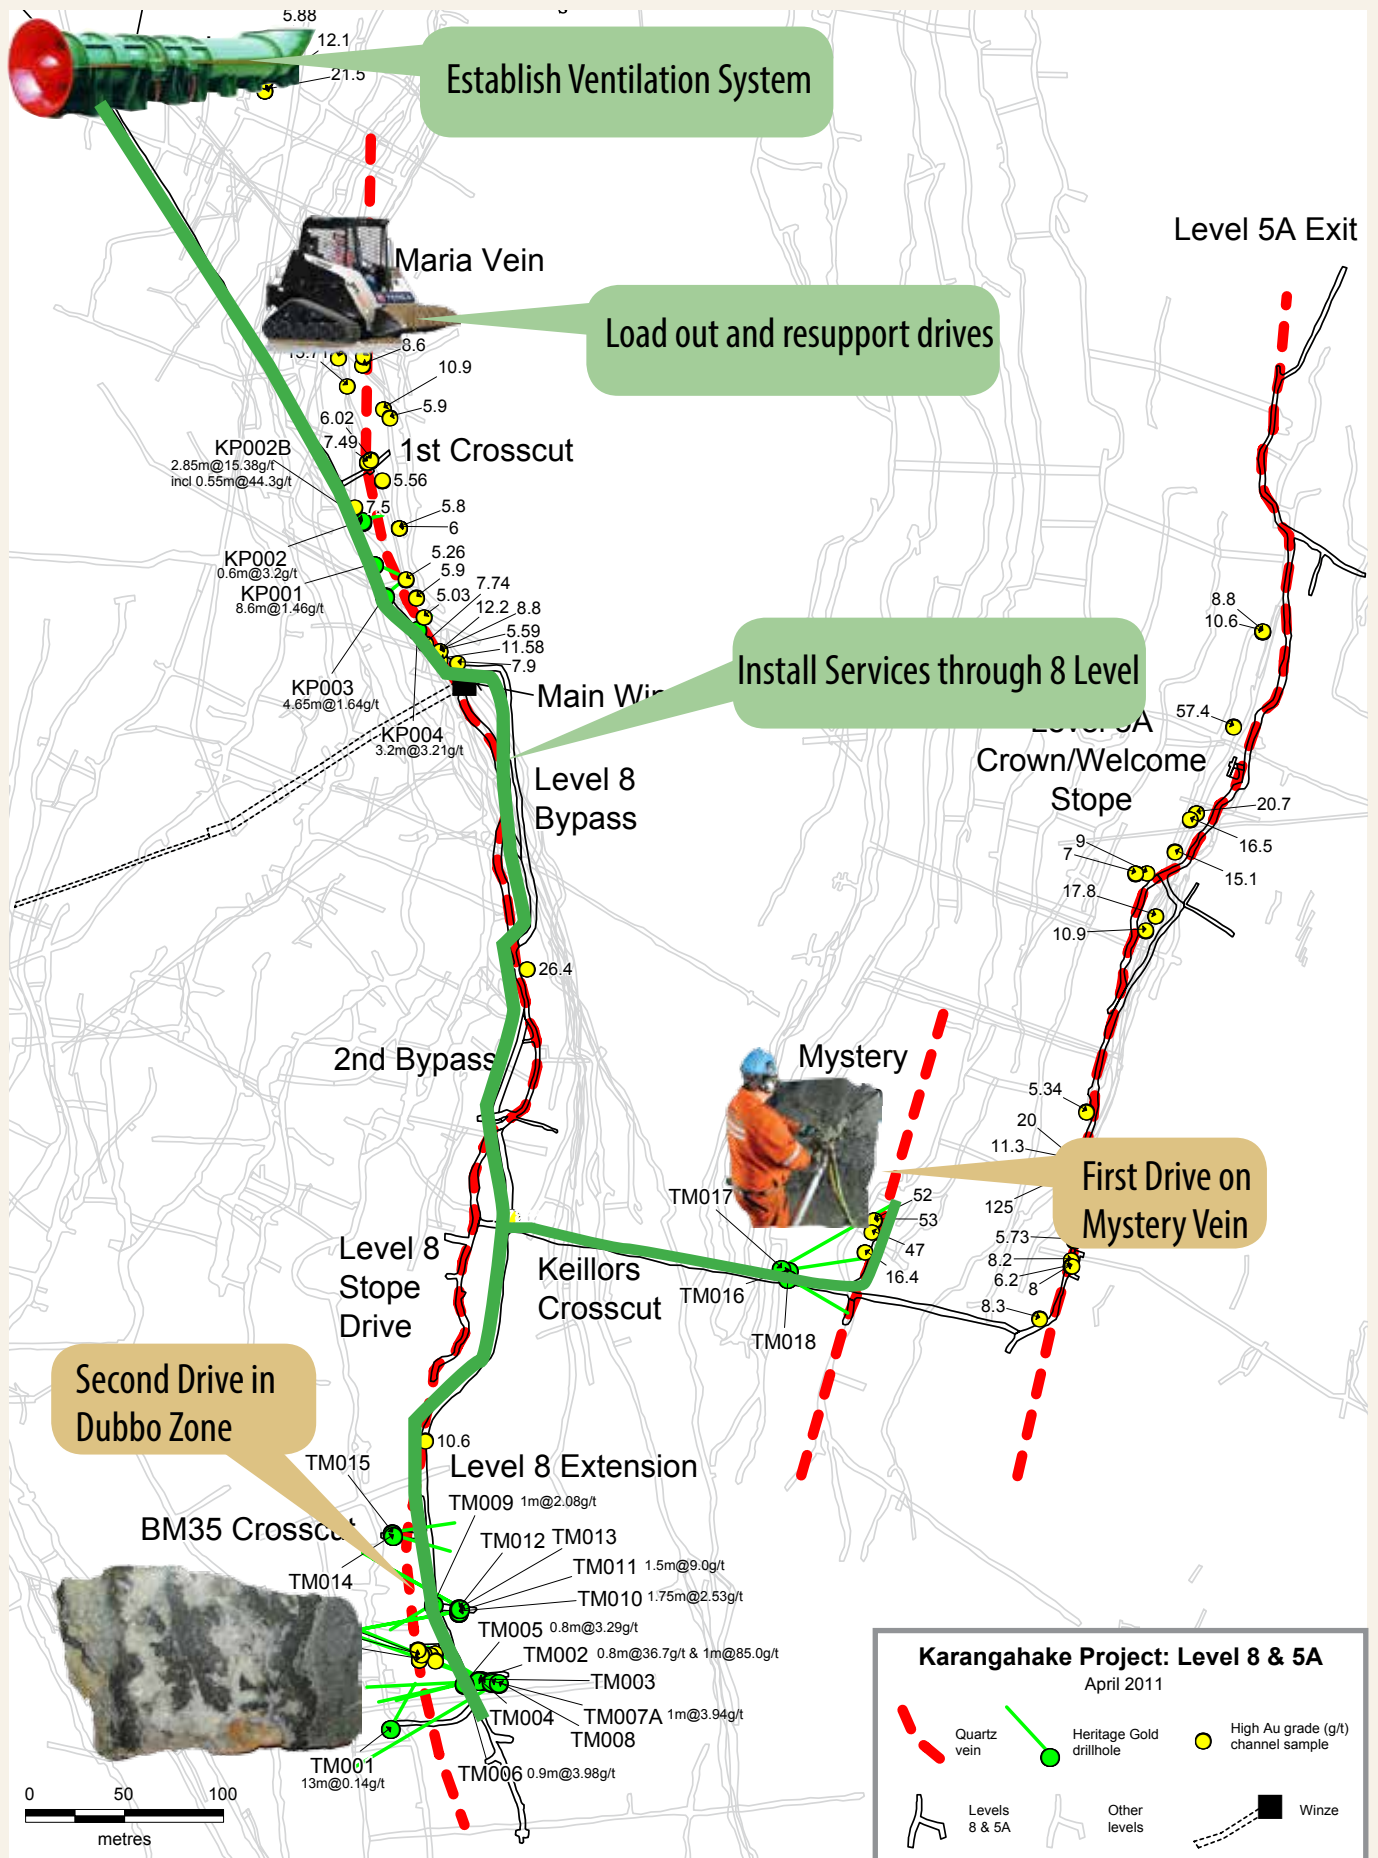 5.88
12.1
21.5
Establish Ventilation System
Level 5A Exit
Maria Vein
Load out and resupport drives
8.6
10.9
5.9
6.02
7.49
1st Crosscut
KP002B
2.85m@15.38g/t
incl 0.55m@44.3g/t
5.56
7.5
5.8
6
KP002
0.6m@3.2g/t
5.26
5.9
KP001
8.6m@1.46g/t
5.03
7.74
12.2
8.8
5.59
11.58
7.9
8.8
10.6
KP003
4.65m@1.64g/t
Install Services through 8 Level
Main
KP004
3.2m@3.21g/t
57.4
Crown/Welcome
Stope
Level 8
Bypass
20.7
16.5
15.1
9
7
17.8
10.9
26.4
2nd Bypass
Mystery
5.34
20
11.3
First Drive on
Mystery Vein
125
TM017
52
53
47
16.4
5.73
8.2
6.2
8
8.3
Level 8
Stope
Drive
Keillors
Crosscut
TM016
TM018
Second Drive in
Dubbo Zone
10.6
TM015
Level 8 Extension
TM009 1m@2.08g/t
BM35 Crosscut
TM012
TM013
TM011 1.5m@9.0g/t
TM014
TM010 1.75m@2.53g/t
TM005 0.8m@3.29g/t
TM002 0.8m@36.7g/t & 1m@85.0g/t
TM003
TM004
TM007A 1m@3.94g/t
TM008
TM001
13m@0.14g/t
TM006 0.9m@3.98g/t
0 50 100
metres
Karangahake Project: Level 8 & 5A
April 2011
Quartz
vein
Heritage Gold
drillhole
High Au grade (g/t)
channel sample
Levels
8 & 5A
Other
levels
Winze